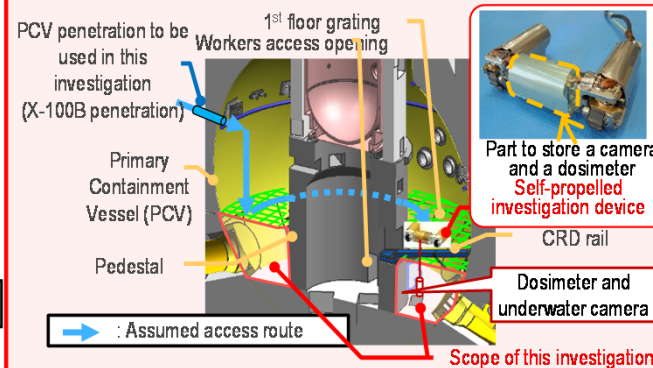 PCV penetration to be
used in this
investigation
(X-100B penetration)
1st floor grating
Workers access opening
Primary
Containment
Vessel (PCV)
Pedestal
: Assumed access route
Part to store a camera
and a dosimeter
Self-propelled
investigation device
CRD rail
Dosimeter and
underwater camera
Scope of this investigation